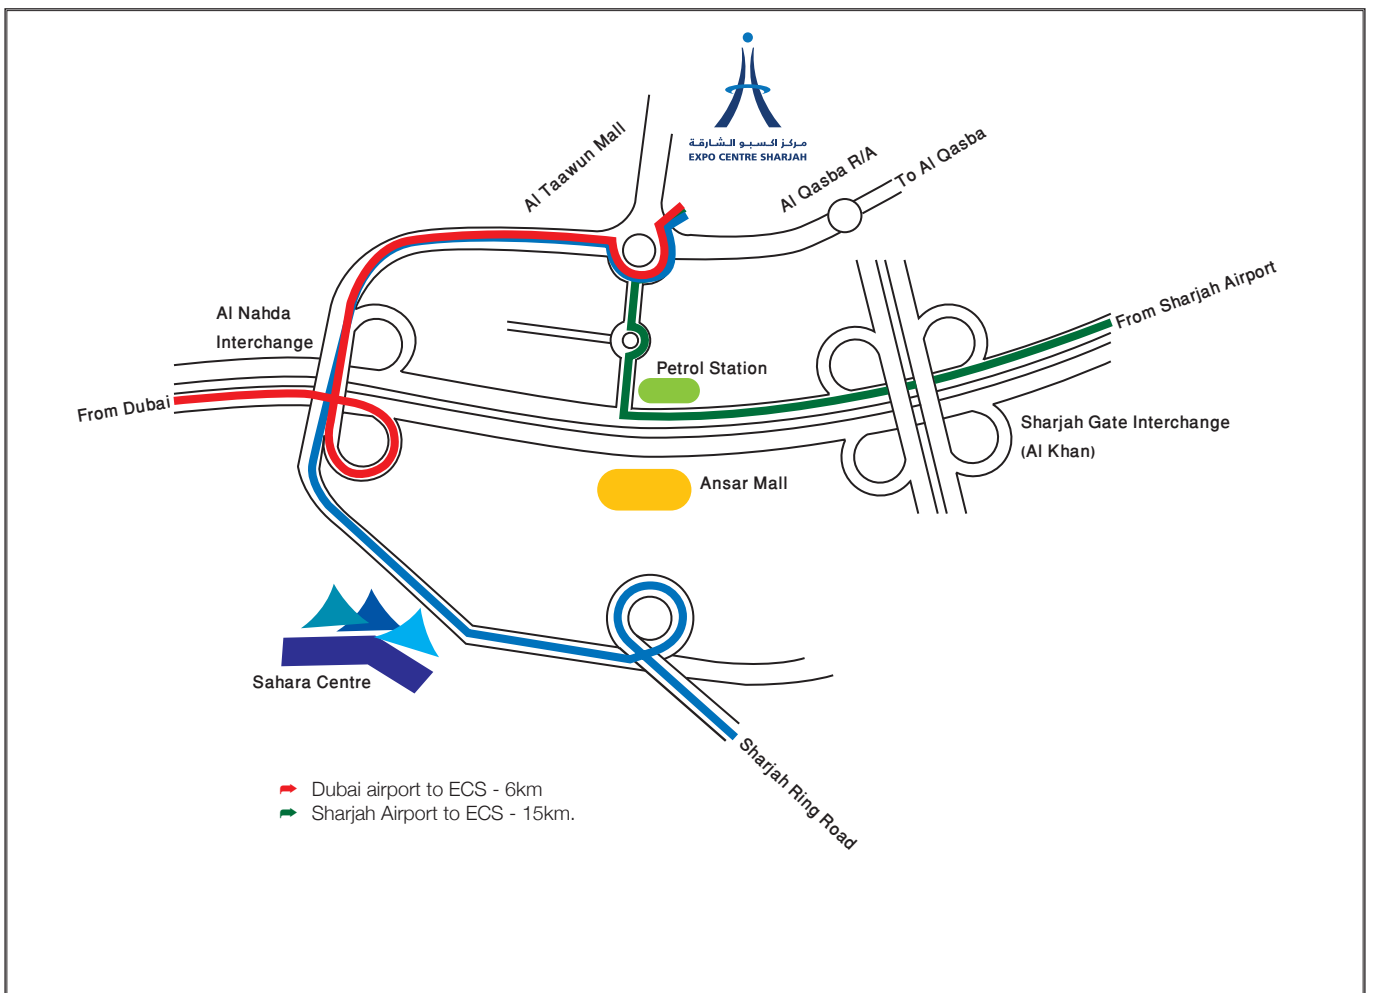 مركز اكسبو الشارقة
EXPO CENTRE SHARJAH
Al Taawun Mall
Al Qasba R/A
To Al Qasba
From Sharjah Airport
Al Nahda
Interchange
Petrol Station
From Dubai
Sharjah Gate Interchange
(Al Khan)
Ansar Mall
Sahara Centre
Sharjah Ring Road
Dubai airport to ECS - 6km
Sharjah Airport to ECS - 15km.